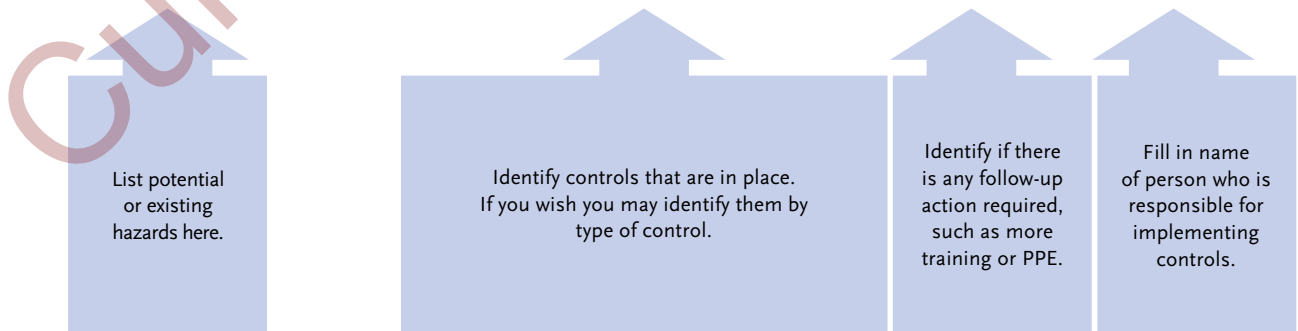 List potential
or existing
hazards here.
Identify controls that are in place.
If you wish you may identify them by
type of control.
Identify if there
is any follow-up
action required,
such as more
training or PPE.
Fill in name
of person who is
responsible for
implementing
controls.